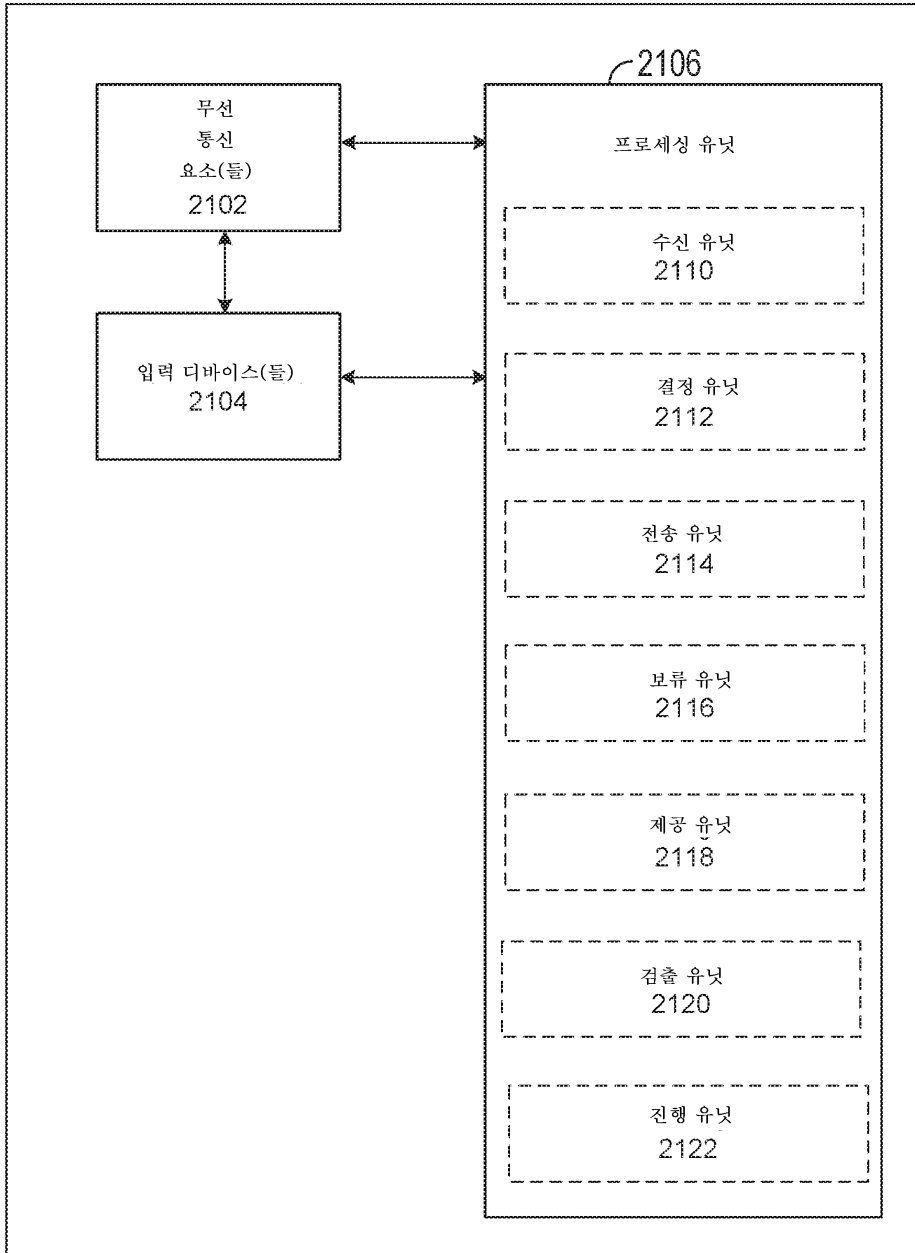 2106
무선
통신
요소(들)
2102
입력 디바이스(들)
2104
프로세싱 유닛
수신 유닛
2110
결정 유닛
2112
전송 유닛
2114
보류 유닛
2116
제공 유닛
2118
검출 유닛
2120
진행 유닛
2122